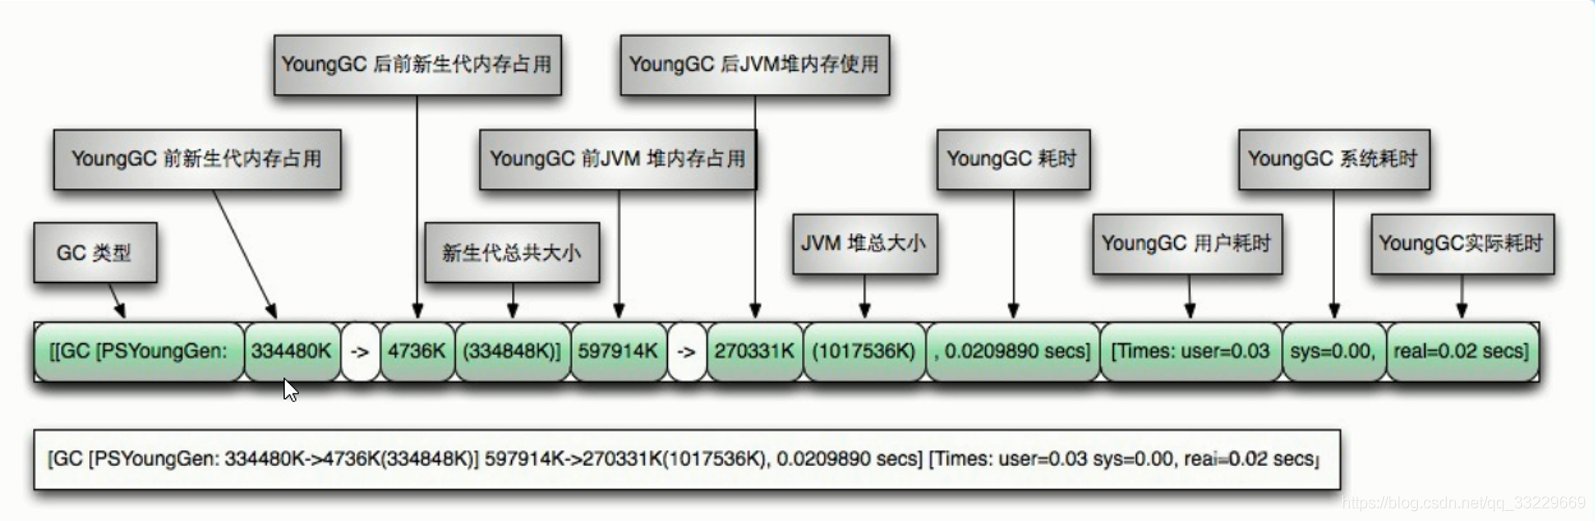 YoungGC 后前新生代内存占用
YoungGC 后JVM堆内存使用
YoungGC 前新生代内存占用
YoungGC 前JVM 堆内存占用
YoungGC 耗时
YoungGC 系统耗时
GC 类型
新生代总共大小
JVM 堆总大小
YoungGC 用户耗时
YoungGC实际耗时
[[GC [PSYoungGen: 334480K -> 4736K (334848K)] 597914K -> 270331K (1017536K) , 0.0209890 secs] [Times: user=0.03 sys=0.00, real=0.02 secs]
[GC [PSYoungGen: 334480K->4736K(334848K)] 597914K->270331K(1017536K), 0.0209890 secs] [Times: user=0.03 sys=0.00, real=0.02 secs]
https://blog.csdn.net/qq_33229669